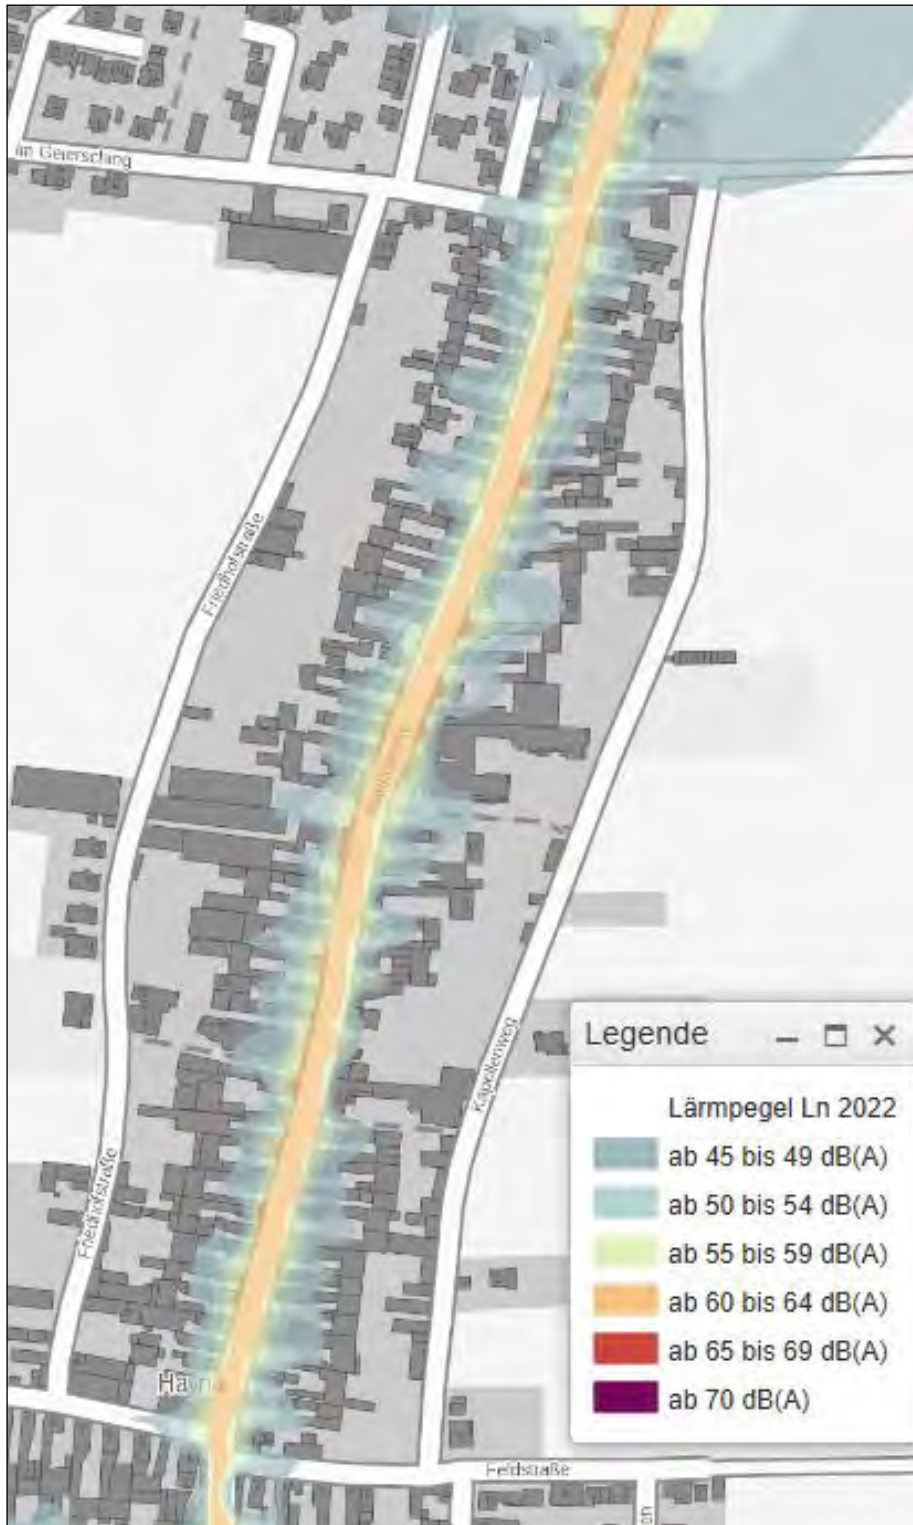 Im Geierschlag
Friedhofstraße
Kapellenweg
Friedhofstraße
Hayna
Feldstraße
Legende
Lärmpegel Ln 2022
ab 45 bis 49 dB(A)
ab 50 bis 54 dB(A)
ab 55 bis 59 dB(A)
ab 60 bis 64 dB(A)
ab 65 bis 69 dB(A)
ab 70 dB(A)